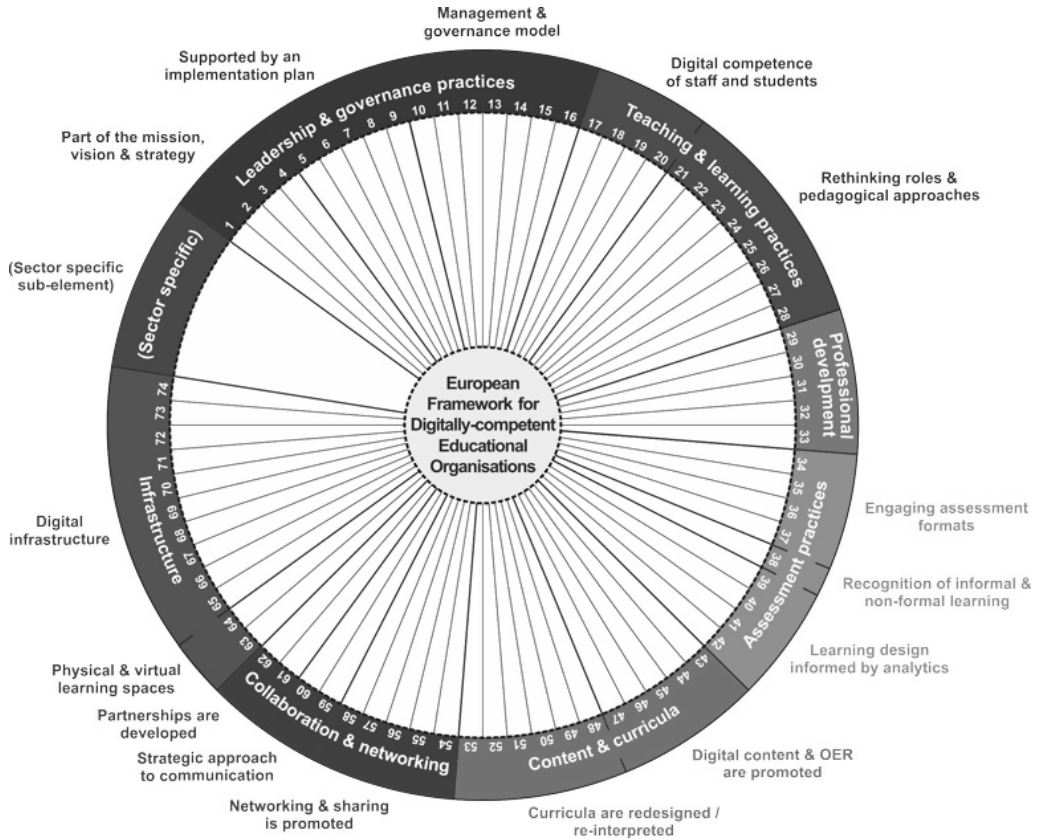 Management &
governance model
Supported by an
implementation plan
Digital competence
of staff and students
Part of the mission,
vision & strategy
Rethinking roles &
pedagogical approaches
(Sector specific
sub-element)
Leadership & governance practices
Teaching & learning practices
Professional
develpment
Assessment practices
Content & curricula
Collaboration & networking
Infrastructure
(Sector specific)
1
2
3
4
5
6
7
8
9
10
11
12
13
14
15
16
17
18
19
20
21
22
23
24
25
26
27
28
29
30
31
32
33
34
35
36
37
38
39
40
41
42
43
44
45
46
47
48
49
50
51
52
53
54
55
56
57
58
59
60
61
62
63
64
65
66
67
68
69
70
71
72
73
74
European
Framework for
Digitally-competent
Educational
Organisations
Engaging assessment
formats
Recognition of informal &
non-formal learning
Learning design
informed by analytics
Digital content & OER
are promoted
Curricula are redesigned /
re-interpreted
Networking & sharing
is promoted
Strategic approach
to communication
Partnerships are
developed
Physical & virtual
learning spaces
Digital
infrastructure